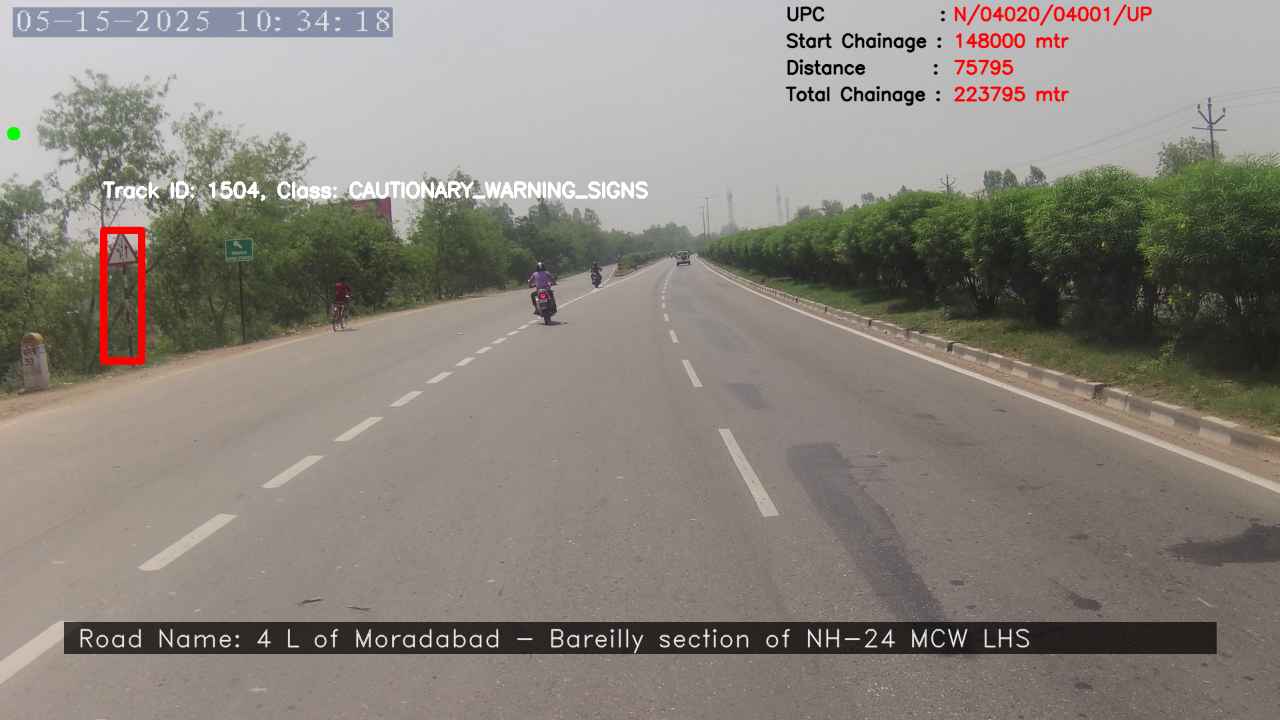 05-15-2025 10:34:18
UPC : N/04020/04001/UP
Start Chainage : 148000 mtr
Distance : 75795
Total Chainage : 223795 mtr
Track ID: 1504, Class: CAUTIONARY_WARNING_SIGNS
Road Name: 4 L of Moradabad - Bareilly section of NH-24 MCW LHS